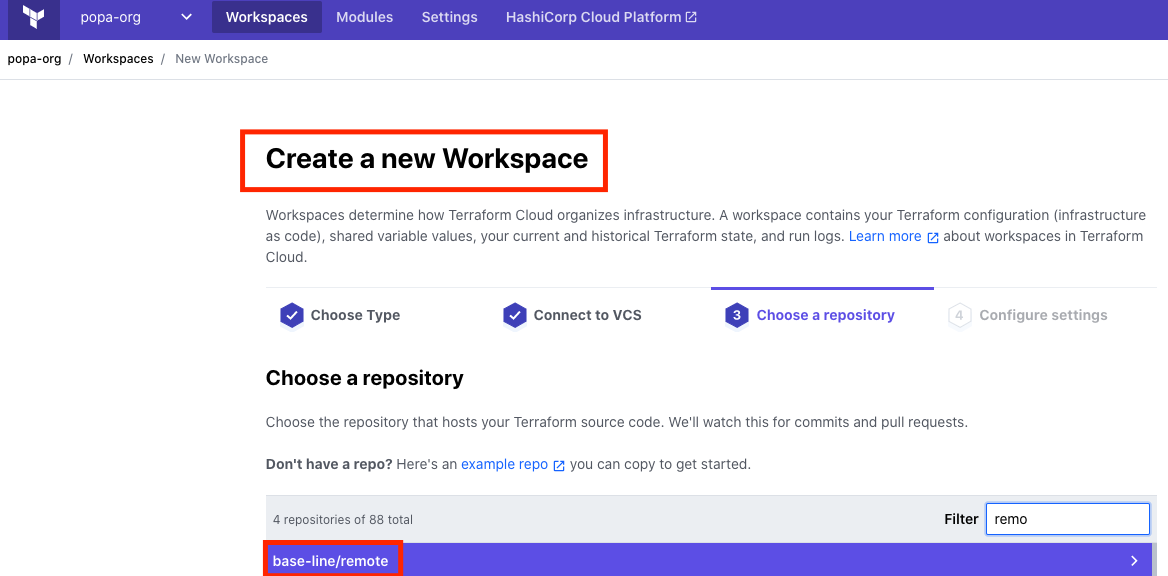 popa-org
Workspaces
Modules
Settings
HashiCorp Cloud Platform
popa-org / Workspaces / New Workspace
Create a new Workspace
Workspaces determine how Terraform Cloud organizes infrastructure. A workspace contains your Terraform configuration (infrastructure
as code), shared variable values, your current and historical Terraform state, and run logs. Learn more about workspaces in Terraform
Cloud.
Choose Type
Connect to VCS
3 Choose a repository
4 Configure settings
Choose a repository
Choose the repository that hosts your Terraform source code. We'll watch this for commits and pull requests.
Don't have a repo? Here's an example repo you can copy to get started.
4 repositories of 88 total
Filter remo
base-line/remote